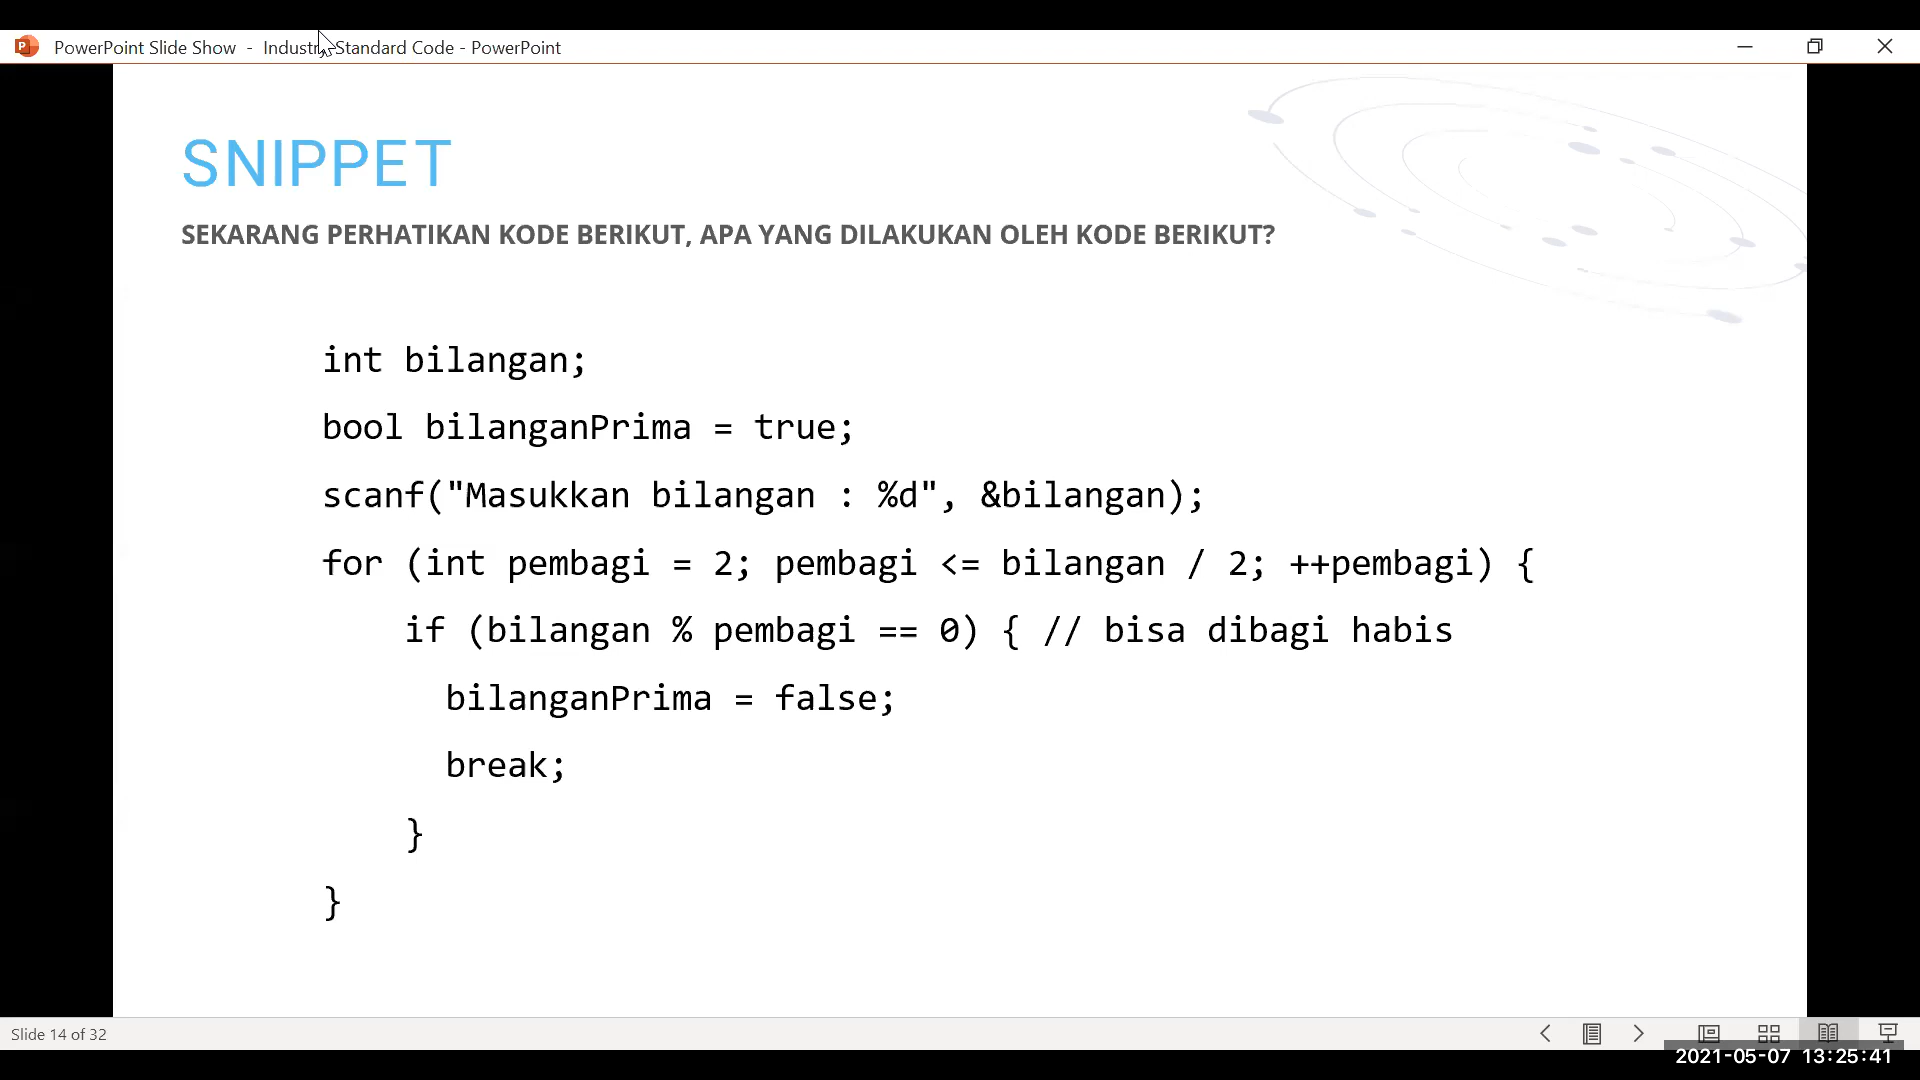 PowerPoint Slide Show - Industry Standard Code - PowerPoint
SNIPPET
SEKARANG PERHATIKAN KODE BERIKUT, APA YANG DILAKUKAN OLEH KODE BERIKUT?
int bilangan;
bool bilanganPrima = true;
scanf("Masukkan bilangan : %d", &bilangan);
for (int pembagi = 2; pembagi <= bilangan / 2; ++pembagi) {
if (bilangan % pembagi == 0) { // bisa dibagi habis
bilanganPrima = false;
break;
}
}
Slide 14 of 32
2021-05-07 13:25:41